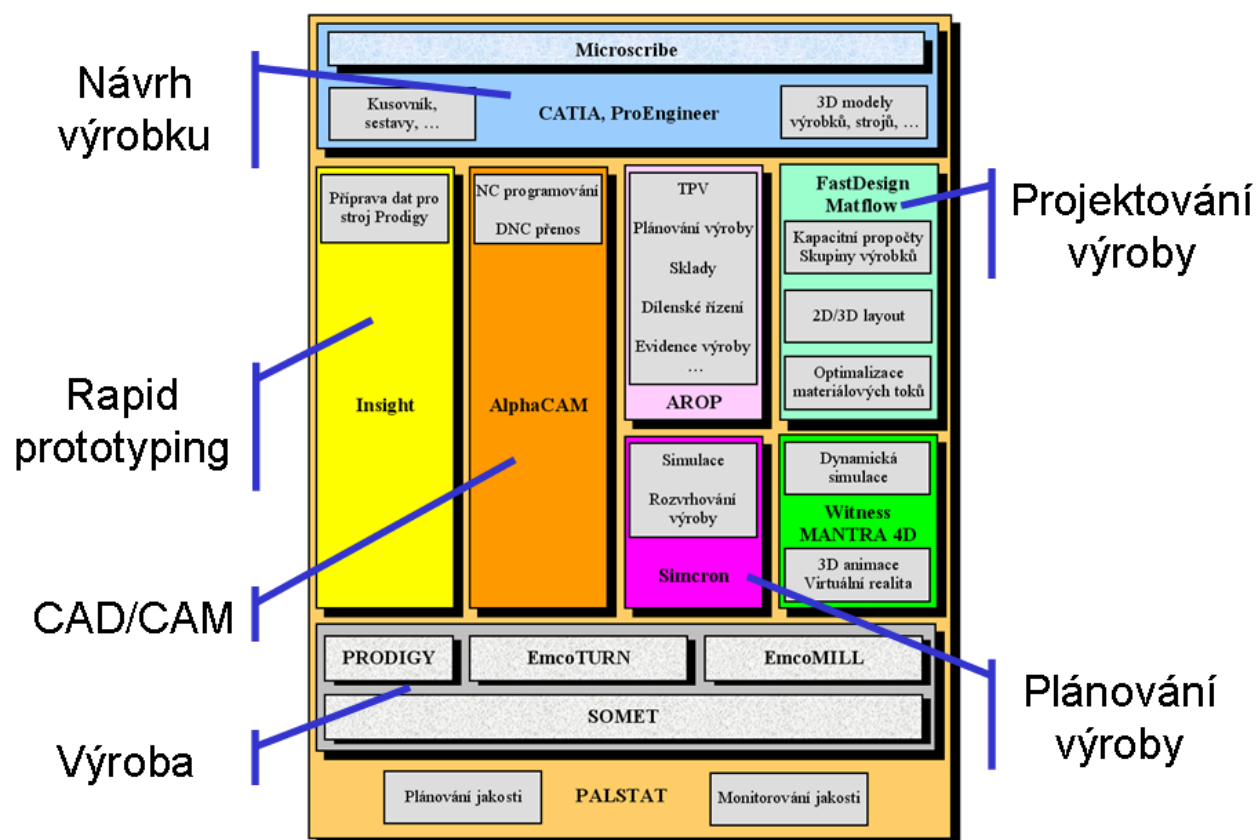 Microscribe
Návrh
výrobku
Kusovník,
sestavy, …
CATIA, ProEngineer
3D modely
výrobků, strojů, …
Příprava dat pro
stroj Prodigy
Insight
NC programování
DNC přenos
AlphaCAM
TPV
Plánování výroby
Sklady
Dílenské řízení
Evidence výroby
…
AROP
FastDesign
Matflow
Kapacitní propočty
Skupiny výrobků
2D/3D layout
Optimalizace
materiálových toků
Projektování
výroby
Rapid
prototyping
Simulace
Rozvrhování
výroby
Simcron
Dynamická
simulace
Witness
MANTRA 4D
3D animace
Virtuální realita
CAD/CAM
PRODIGY
EmcoTURN
EmcoMILL
SOMET
Výroba
Plánování
výroby
Plánování jakosti
PALSTAT
Monitorování jakosti